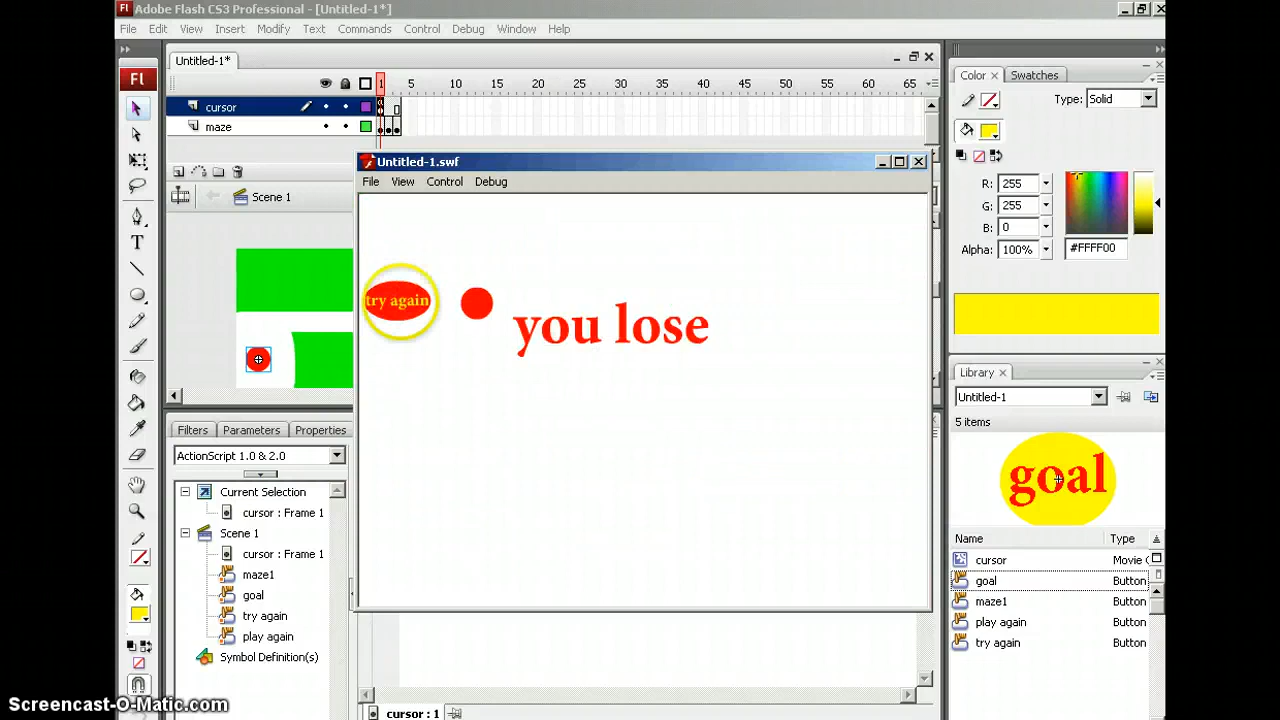 Fl Adobe Flash CS3 Professional - [Untitled-1*]
File Edit View Insert Modify Text Commands Control Debug Window Help
Untitled-1*
Fl
1 5 10 15 20 25 30 35 40 45 50 55 60 65
cursor
maze
Scene 1
Untitled-1.swf
File View Control Debug
try again
you lose
Filters Parameters Properties
ActionScript 1.0 & 2.0
Current Selection
cursor : Frame 1
Scene 1
cursor : Frame 1
maze1
goal
try again
play again
Symbol Definition(s)
cursor : 1
Color Swatches
Type: Solid
R: 255
G: 255
B: 0
Alpha: 100% #FFFF00
Library
Untitled-1
5 items
goal
Name Type
cursor Movie
goal Button
maze1 Button
play again Button
try again Button
Screencast-O-Matic.com